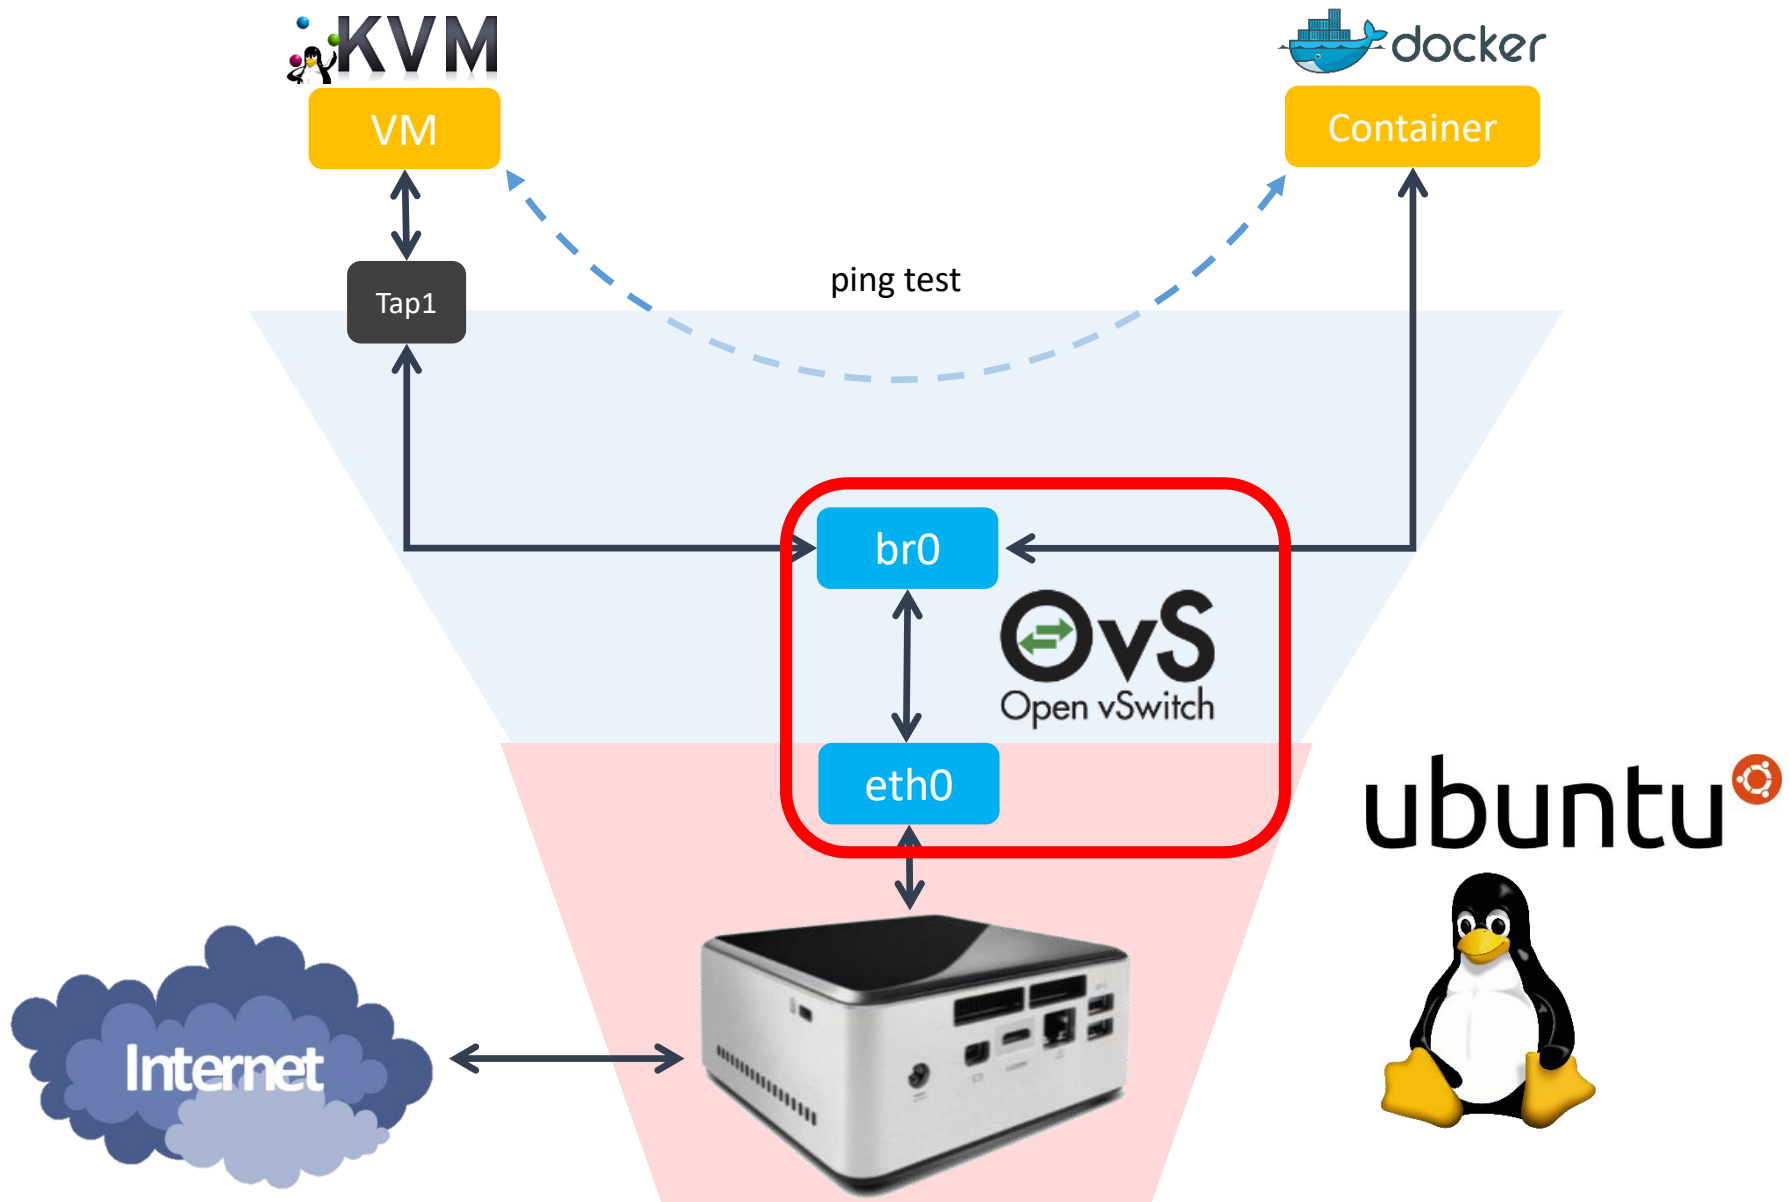 KVM
docker
VM
Container
ping test
Tap1
br0
OvS
Open vSwitch
eth0
ubuntu
Internet